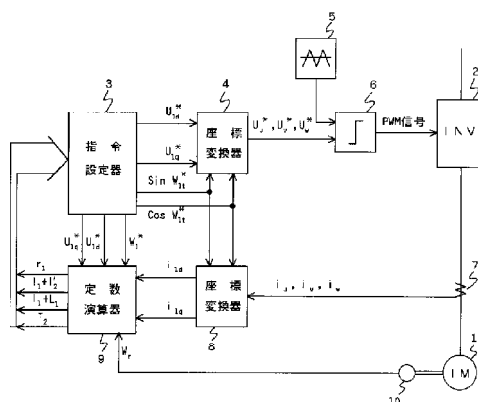 5
3
4
6
2
指令
設定器
U1d*
U1q*
Sin W1t*
Cos W1t*
座標
変換器
Uu*, Uv*, Uw*
PWM信号
INV
U1q*
U1d*
W1*
r1
l1+l2'
l1+L1
T2
定数
演算器
9
i1d
i1q
座標
変換器
8
iu, iv, iw
7
Wr
10
IM
1